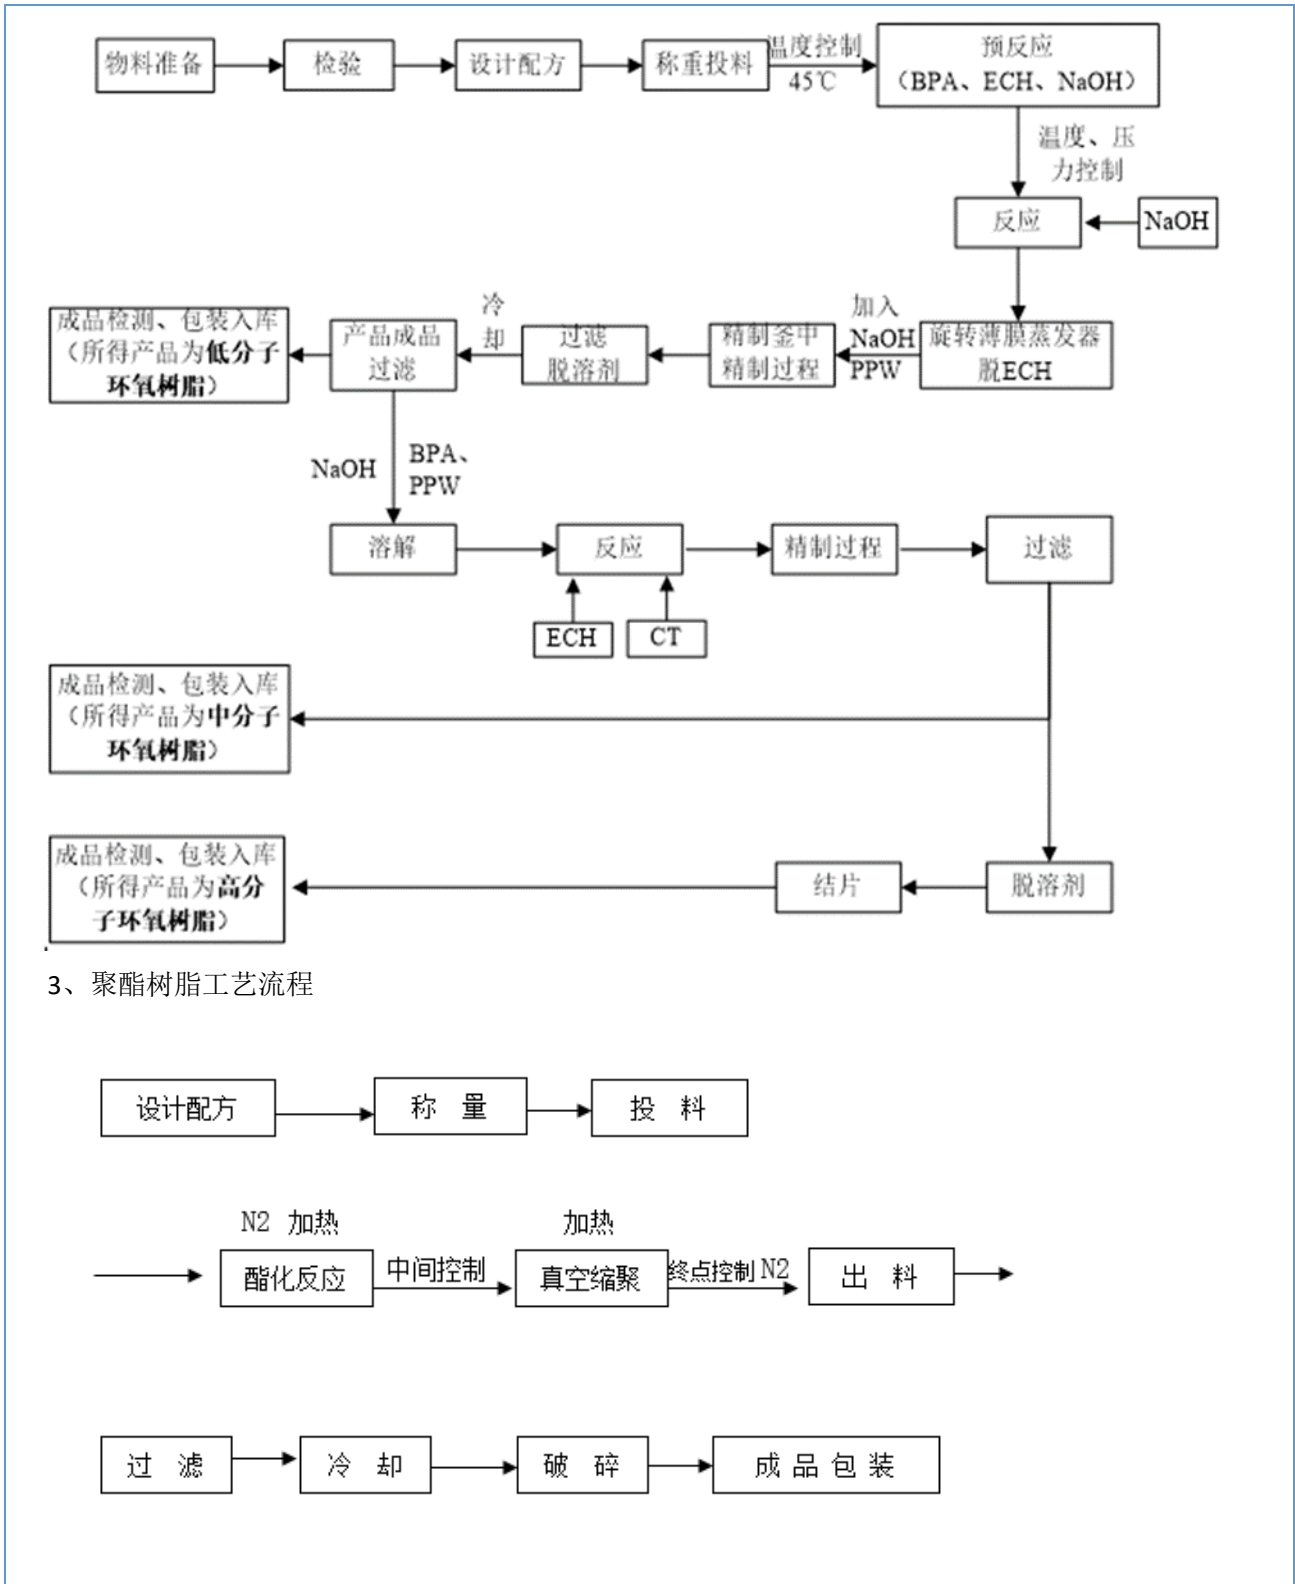 物料准备
检验
设计配方
称重投料
温度控制
45℃
预反应
（BPA、ECH、NaOH）
温度、压
力控制
反应
NaOH
旋转薄膜蒸发器
脱ECH
加入
NaOH
PPW
精制釜中
精制过程
过滤
脱溶剂
冷
却
产品成品
过滤
成品检测、包装入库
（所得产品为低分子
环氧树脂）
NaOH
BPA、
PPW
溶解
反应
精制过程
过滤
ECH
CT
成品检测、包装入库
（所得产品为中分子
环氧树脂）
成品检测、包装入库
（所得产品为高分
子环氧树脂）
结片
脱溶剂
3、聚酯树脂工艺流程
设计配方
称 量
投 料
N2 加热
酯化反应
中间控制
加热
真空缩聚
终点控制 N2
出 料
过 滤
冷 却
破 碎
成 品 包 装